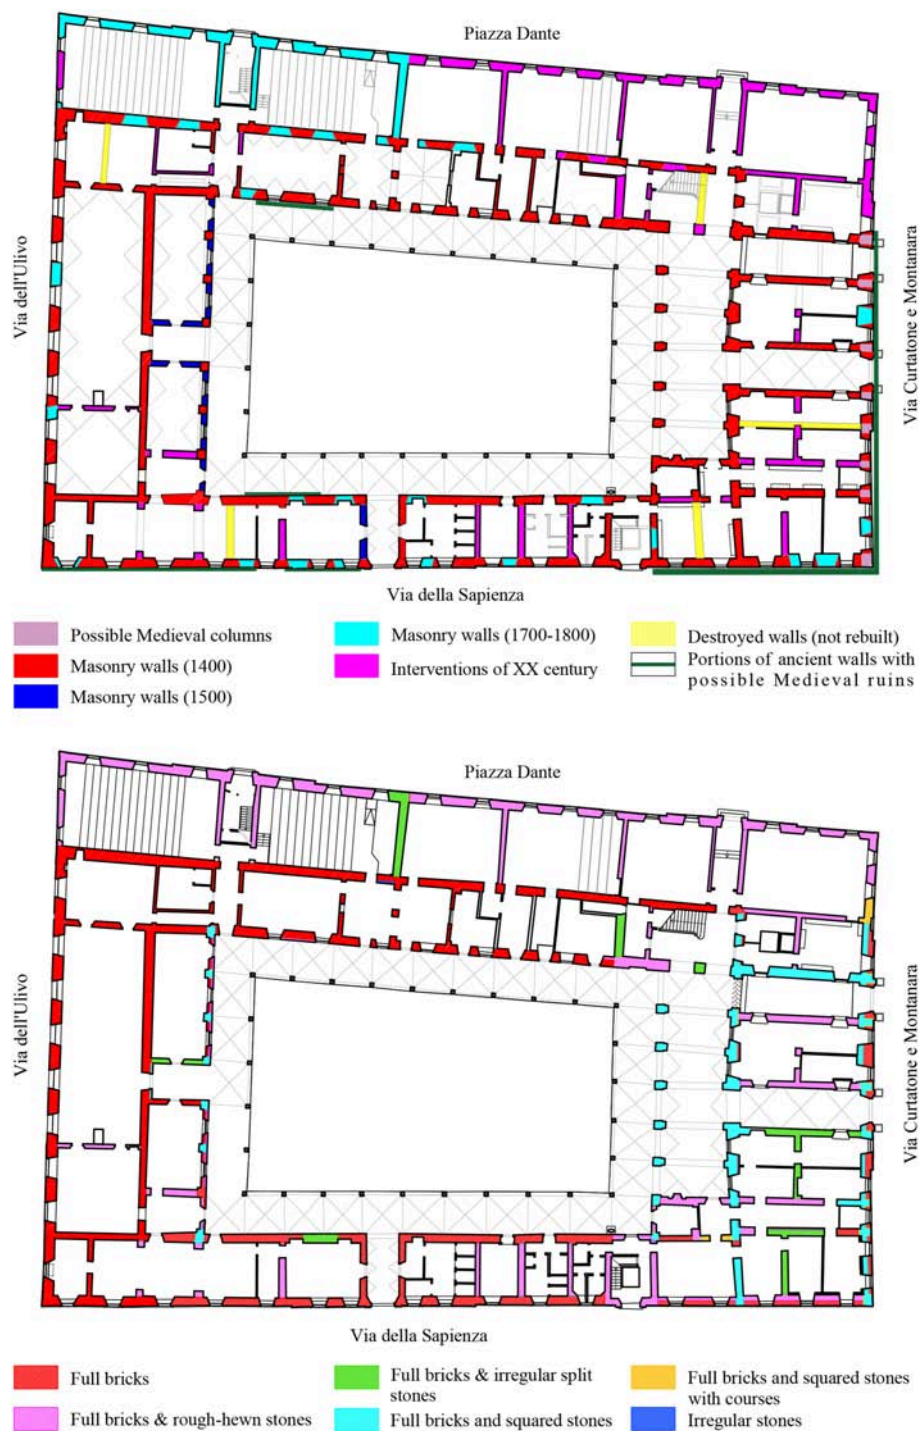 Piazza Dante
Via dell'Ulivo
Via Curtatone e Montanara
Via della Sapienza
Possible Medieval columns
Masonry walls (1400)
Masonry walls (1500)
Masonry walls (1700-1800)
Interventions of XX century
Destroyed walls (not rebuilt)
Portions of ancient walls with
possible Medieval ruins
Piazza Dante
Via dell'Ulivo
Via Curtatone e Montanara
Via della Sapienza
Full bricks
Full bricks & rough-hewn stones
Full bricks & irregular split
stones
Full bricks and squared stones
Full bricks and squared stones
with courses
Irregular stones